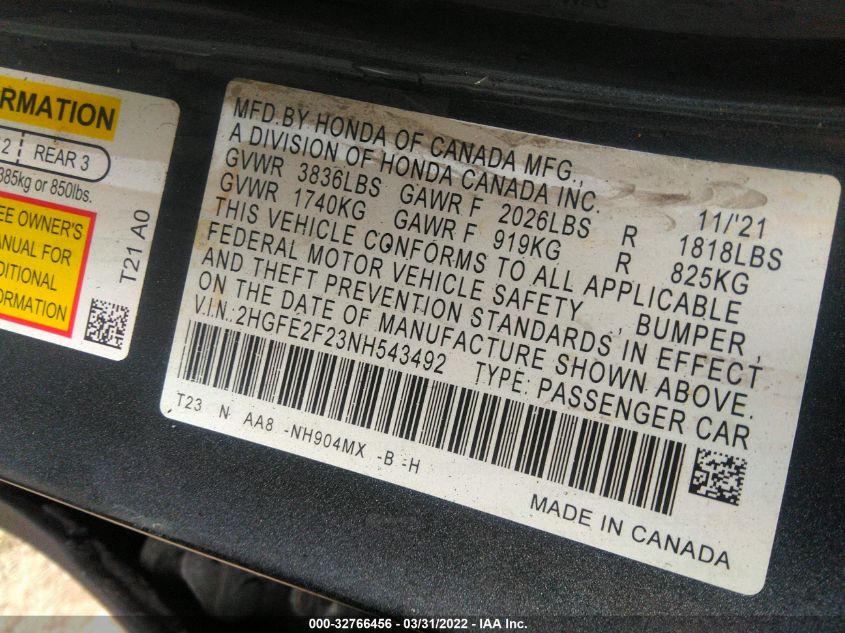 RMATION
2 REAR 3
385kg or 850lbs.
EE OWNER'S
ANUAL FOR
DITIONAL
FORMATION
T21 A0
MFD.BY HONDA OF CANADA MFG.,
A DIVISION OF HONDA CANADA INC. 11/'21
GVWR 3836LBS GAWR F 2026LBS R 1818LBS
GVWR 1740KG GAWR F 919KG R 825KG
THIS VEHICLE CONFORMS TO ALL APPLICABLE
FEDERAL MOTOR VEHICLE SAFETY, BUMPER,
AND THEFT PREVENTION STANDARDS IN EFFECT
ON THE DATE OF MANUFACTURE SHOWN ABOVE.
V.I.N.:2HGFE2F23NH543492 TYPE: PASSENGER CAR
T23 N AA8 -NH904MX -B -H
MADE IN CANADA
000-32766456 - 03/31/2022 - IAA Inc.